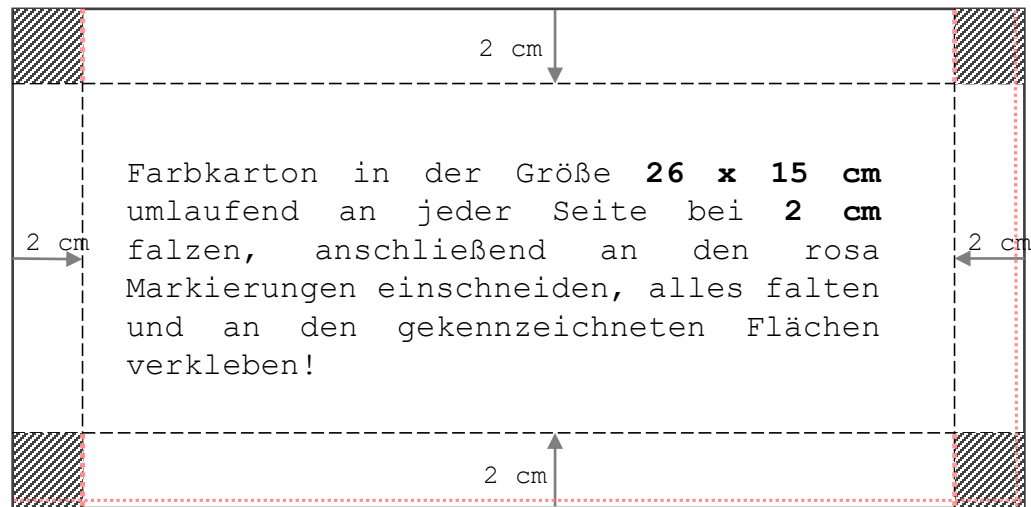 2 cm
Farbkarton in der Größe 26 x 15 cm
umlaufend an jeder Seite bei 2 cm
2 cm
2 cm
falzen, anschließend an den rosa
Markierungen einschneiden, alles falten
und an den gekennzeichneten Flächen
verkleben!
2 cm